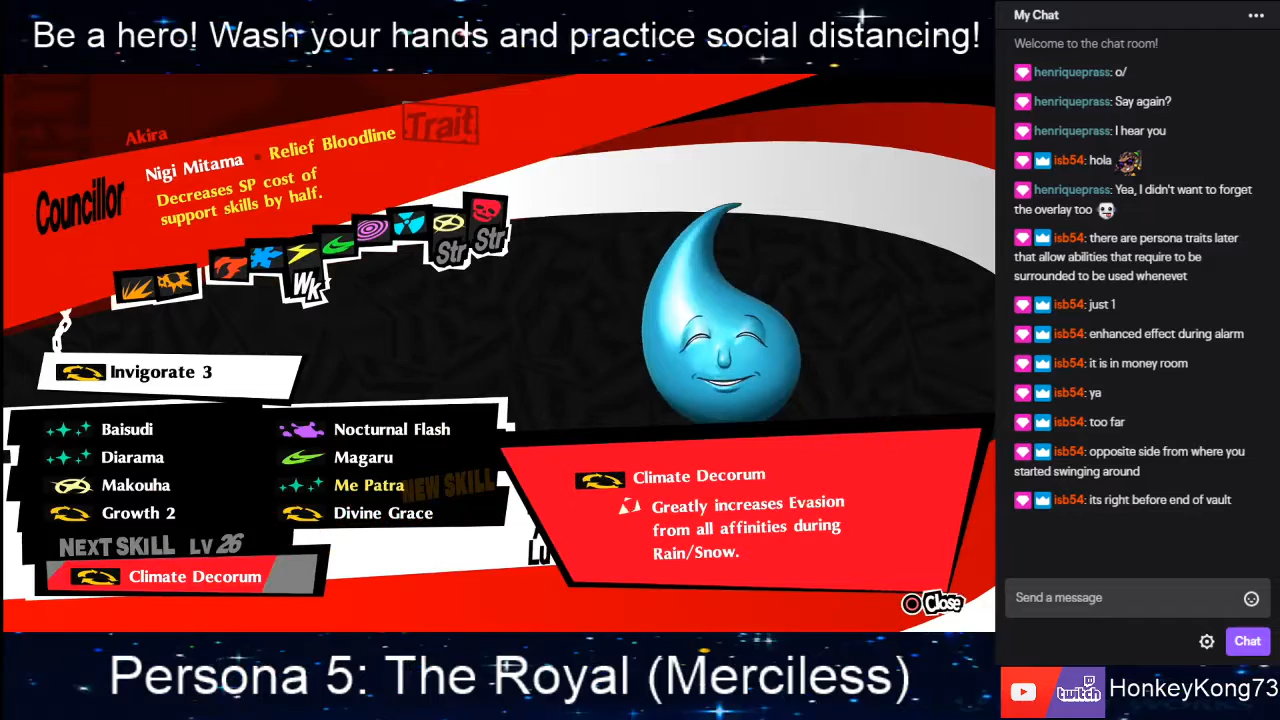 Be a hero! Wash your hands and practice social distancing!
Akira
Councillor
Nigi Mitama
Relief Bloodline
Trait
Decreases SP cost of
support skills by half.
Wk
Str
Str
Invigorate 3
Baisudi
Nocturnal Flash
Diarama
Magaru
Makouha
Me Patra
NEW SKILL
Growth 2
Divine Grace
NEXT SKILL LV 26
Climate Decorum
Lu
Climate Decorum
Greatly increases Evasion
from all affinities during
Rain/Snow.
Close
Persona 5: The Royal (Merciless)
My Chat
Welcome to the chat room!
henriqueprass: o/
henriqueprass: Say again?
henriqueprass: I hear you
isb54: hola
henriqueprass: Yea, I didn't want to forget
the overlay too
isb54: there are persona traits later
that allow abilities that require to be
surrounded to be used whenevet
isb54: just 1
isb54: enhanced effect during alarm
isb54: it is in money room
isb54: ya
isb54: too far
isb54: opposite side from where you
started swinging around
isb54: its right before end of vault
Send a message
Chat
twitch
HonkeyKong73